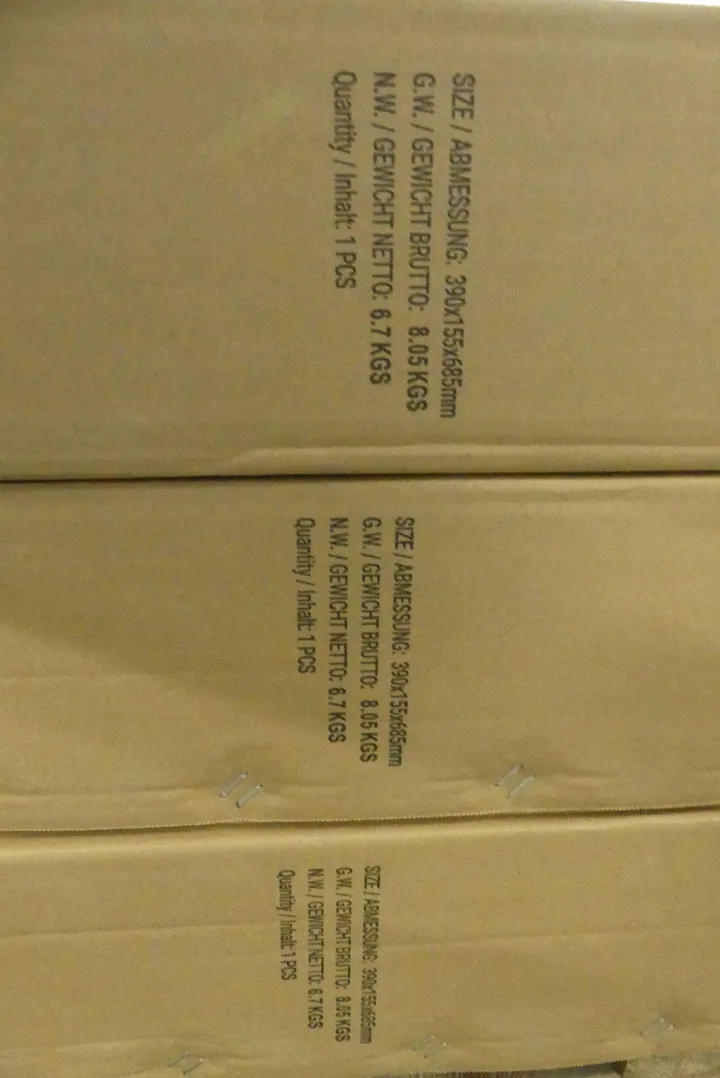 SIZE / ABMESSUNG: 390x155x685mm
G.W. / GEWICHT BRUTTO: 8.05 KGS
N.W. / GEWICHT NETTO: 6.7 KGS
Quantity / Inhalt: 1 PCS
SIZE / ABMESSUNG: 390x155x685mm
G.W. / GEWICHT BRUTTO: 8.05 KGS
N.W. / GEWICHT NETTO: 6.7 KGS
Quantity / Inhalt: 1 PCS
SIZE / ABMESSUNG: 390x155x685mm
G.W. / GEWICHT BRUTTO: 8.05 KGS
N.W. / GEWICHT NETTO: 6.7 KGS
Quantity / Inhalt: 1 PCS